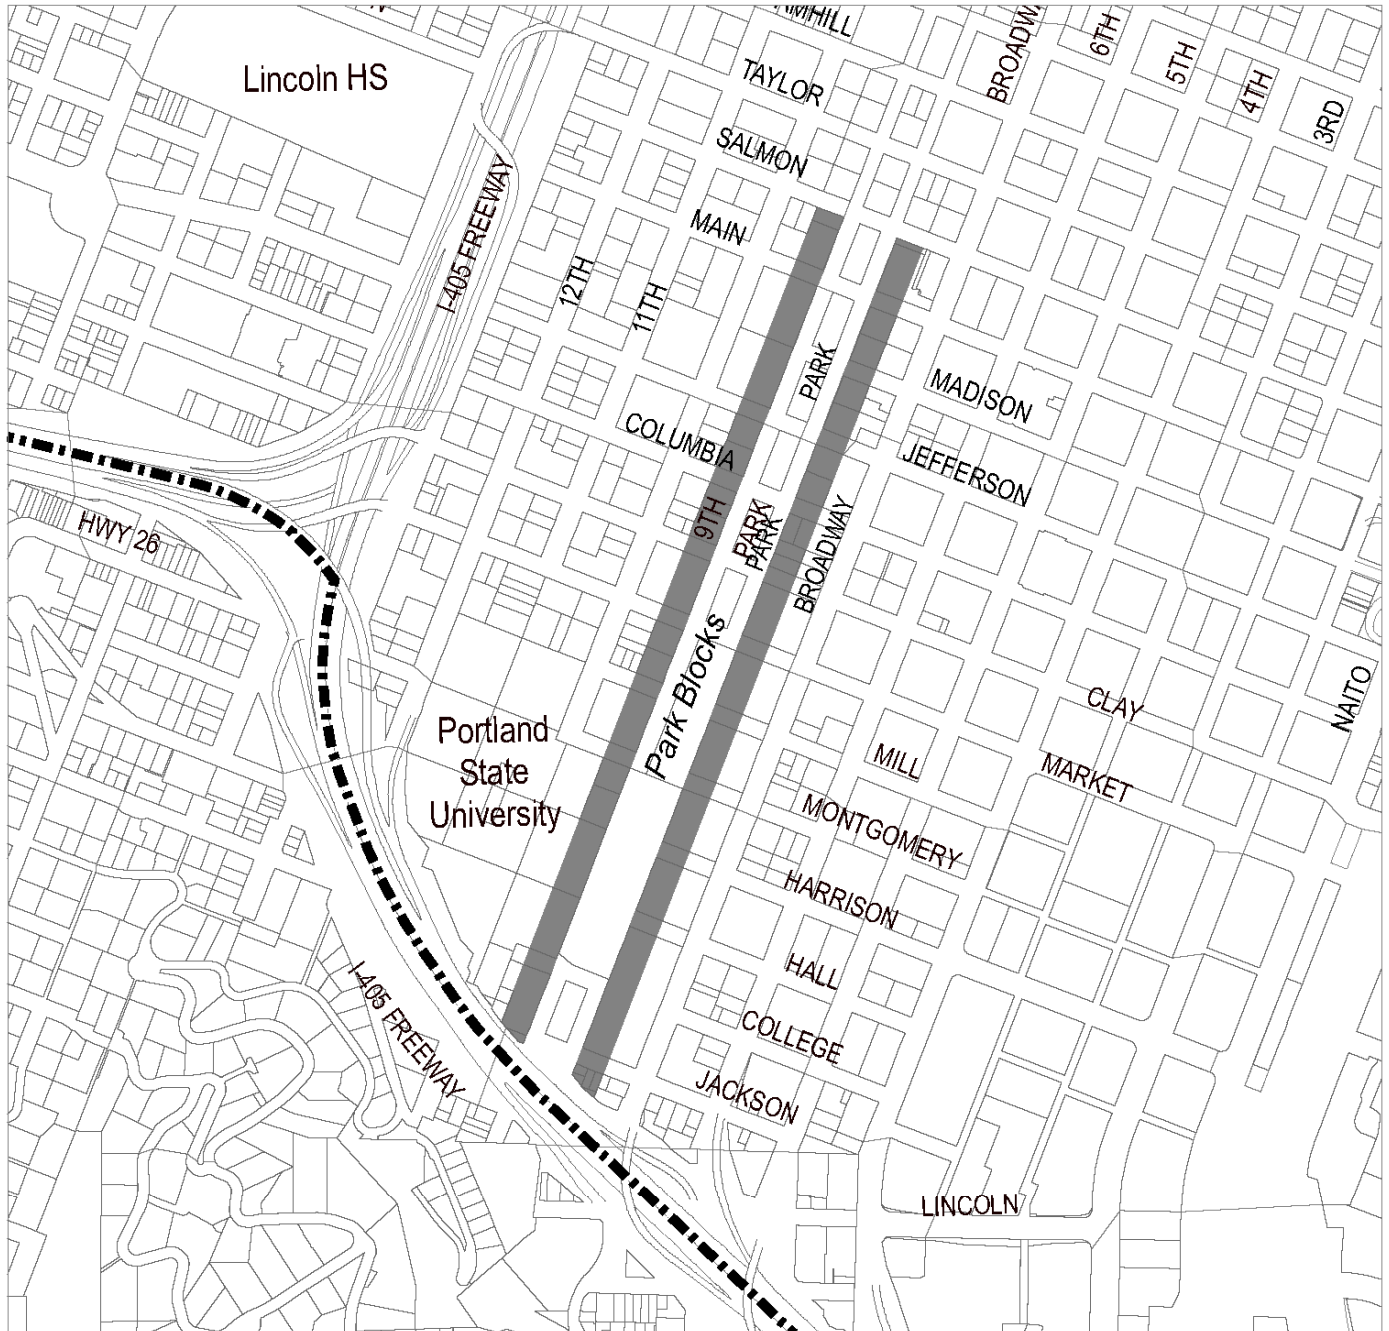 Lincoln HS
TAYLOR
SALMON
MAIN
BROADWAY
6TH
5TH
4TH
3RD
I-405 FREEWAY
12TH
11TH
PARK
MADISON
COLUMBIA
JEFFERSON
HWY 26
9TH
PARK
PARK
BROADWAY
Park Blocks
NAITO
CLAY
Portland
State
University
MILL
MARKET
MONTGOMERY
HARRISON
HALL
I-405 FREEWAY
COLLEGE
JACKSON
LINCOLN